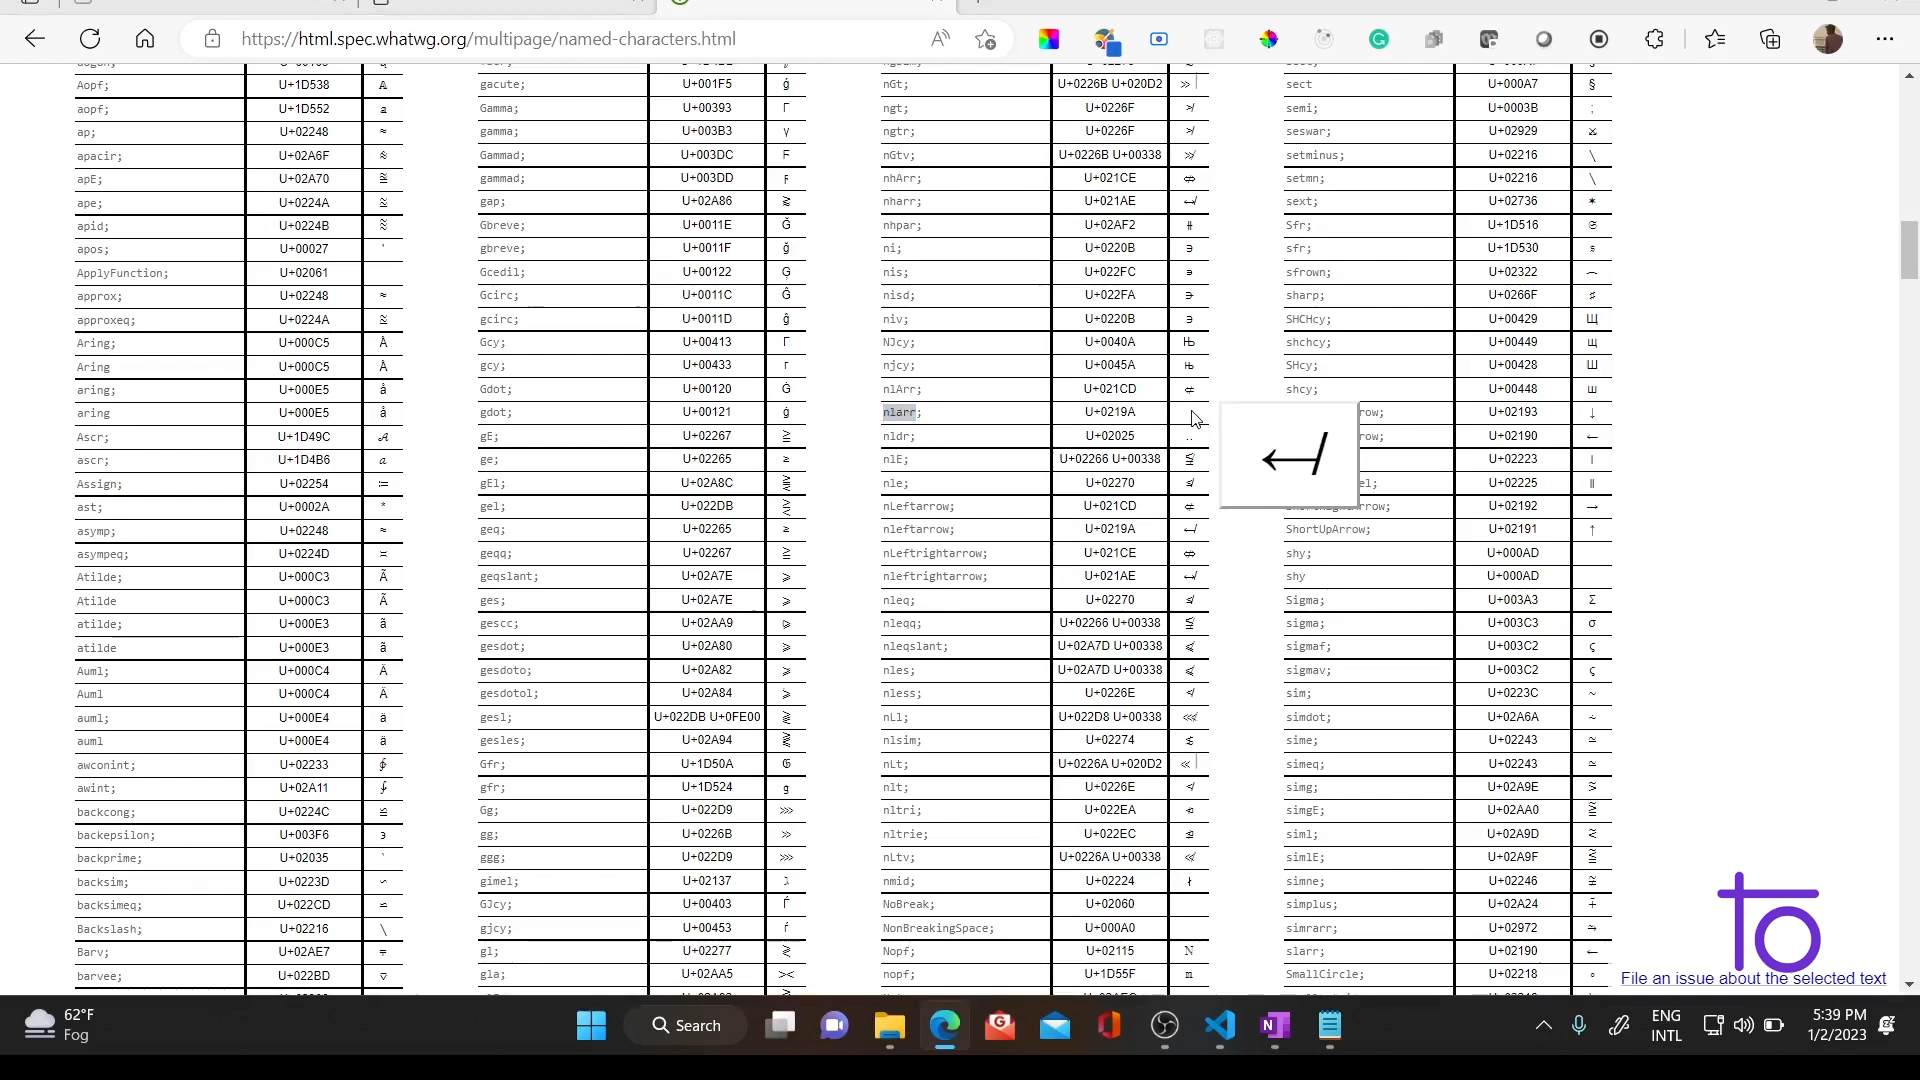 https://html.spec.whatwg.org/multipage/named-characters.html
Aopf; U+1D538 𝔸
aopf; U+1D552 𝕒
ap; U+02248 ≈
apacir; U+02A6F ⩯
apE; U+02A70 ⩰
ape; U+0224A ≊
apid; U+0224B ≋
apos; U+00027 '
ApplyFunction; U+02061
approx; U+02248 ≈
approxeq; U+0224A ≊
Aring; U+000C5 Å
Aring U+000C5 Å
aring; U+000E5 å
aring U+000E5 å
Ascr; U+1D49C 𝒜
ascr; U+1D4B6 𝒶
Assign; U+02254 ≔
ast; U+0002A *
asymp; U+02248 ≈
asympeq; U+0224D ≍
Atilde; U+000C3 Ã
Atilde U+000C3 Ã
atilde; U+000E3 ã
atilde U+000E3 ã
Auml; U+000C4 Ä
Auml U+000C4 Ä
auml; U+000E4 ä
auml U+000E4 ä
awconint; U+02233 ∳
awint; U+02A11 ⨑
backcong; U+0224C ≌
backepsilon; U+003F6 ϶
backprime; U+02035 ‵
backsim; U+0223D ∽
backsimeq; U+022CD ⋍
Backslash; U+02216 ∖
Barv; U+02AE7 ⫧
barvee; U+022BD ⊽
gacute; U+001F5 ǵ
Gamma; U+00393 Γ
gamma; U+003B3 γ
Gammad; U+003DC Ϝ
gammad; U+003DD ϝ
gap; U+02A86 ⪆
Gbreve; U+0011E Ğ
gbreve; U+0011F ğ
Gcedil; U+00122 Ģ
Gcirc; U+0011C Ĝ
gcirc; U+0011D ĝ
Gcy; U+00413 Г
gcy; U+00433 г
Gdot; U+00120 Ġ
gdot; U+00121 ġ
gE; U+02267 ≧
ge; U+02265 ≥
gEl; U+02A8C ⪌
gel; U+022DB ⋛
geq; U+02265 ≥
geqq; U+02267 ≧
geqslant; U+02A7E ⩾
ges; U+02A7E ⩾
gescc; U+02AA9 ⪩
gesdot; U+02A80 ⪀
gesdoto; U+02A82 ⪂
gesdotol; U+02A84 ⪄
gesl; U+022DB U+0FE00 ⋛︀
gesles; U+02A94 ⪔
Gfr; U+1D50A 𝔊
gfr; U+1D524 𝔤
Gg; U+022D9 ⋙
gg; U+0226B ≫
ggg; U+022D9 ⋙
gimel; U+02137 ℷ
GJcy; U+00403 Ѓ
gjcy; U+00453 ѓ
gl; U+02277 ≷
gla; U+02AA5 ⪥
nGt; U+0226B U+020D2 ≫⃒
ngt; U+0226F ≯
ngtr; U+0226F ≯
nGtv; U+0226B U+00338 ≫̸
nhArr; U+021CE ⇎
nharr; U+021AE ↮
nhpar; U+02AF2 ⫲
ni; U+0220B ∋
nis; U+022FC ⋼
nisd; U+022FA ⋺
niv; U+0220B ∋
NJcy; U+0040A Њ
njcy; U+0045A њ
nlArr; U+021CD ⇍
nlarr; U+0219A
nldr; U+02025 ‥
nlE; U+02266 U+00338 ≦̸
nle; U+02270 ≰
nLeftarrow; U+021CD ⇍
nleftarrow; U+0219A ↚
nLeftrightarrow; U+021CE ⇎
nleftrightarrow; U+021AE ↮
nleq; U+02270 ≰
nleqq; U+02266 U+00338 ≦̸
nleqslant; U+02A7D U+00338 ⩽̸
nles; U+02A7D U+00338 ⩽̸
nless; U+0226E ≮
nLl; U+022D8 U+00338 ⋘̸
nlsim; U+02274 ≴
nLt; U+0226A U+020D2 ≪⃒
nlt; U+0226E ≮
nltri; U+022EA ⋪
nltrie; U+022EC ⋬
nLtv; U+0226A U+00338 ≪̸
nmid; U+02224 ∤
NoBreak; U+02060
NonBreakingSpace; U+000A0
Nopf; U+02115 ℕ
nopf; U+1D55F 𝕟
↚
sect U+000A7 §
semi; U+0003B ;
seswar; U+02929 ⤩
setminus; U+02216 ∖
setmn; U+02216 ∖
sext; U+02736 ✶
Sfr; U+1D516 𝔖
sfr; U+1D530 𝔰
sfrown; U+02322 ⌢
sharp; U+0266F ♯
SHCHcy; U+00429 Щ
shchcy; U+00449 щ
SHcy; U+00428 Ш
shcy; U+00448 ш
row; U+02193 ↓
row; U+02190 ←
U+02223 ∣
el; U+02225 ∥
U+02192 →
ShortUpArrow; U+02191 ↑
shy; U+000AD
shy U+000AD
Sigma; U+003A3 Σ
sigma; U+003C3 σ
sigmaf; U+003C2 ς
sigmav; U+003C2 ς
sim; U+0223C ∼
simdot; U+02A6A ⩪
sime; U+02243 ≃
simeq; U+02243 ≃
simg; U+02A9E ⪞
simgE; U+02AA0 ⪠
siml; U+02A9D ⪝
simlE; U+02A9F ⪟
simne; U+02246 ≆
simplus; U+02A24 ⨤
simrarr; U+02972 ⥲
slarr; U+02190 ←
SmallCircle; U+02218 ∘
to
File an issue about the selected text
62°F
Fog
Search
ENG
INTL
5:39 PM
1/2/2023